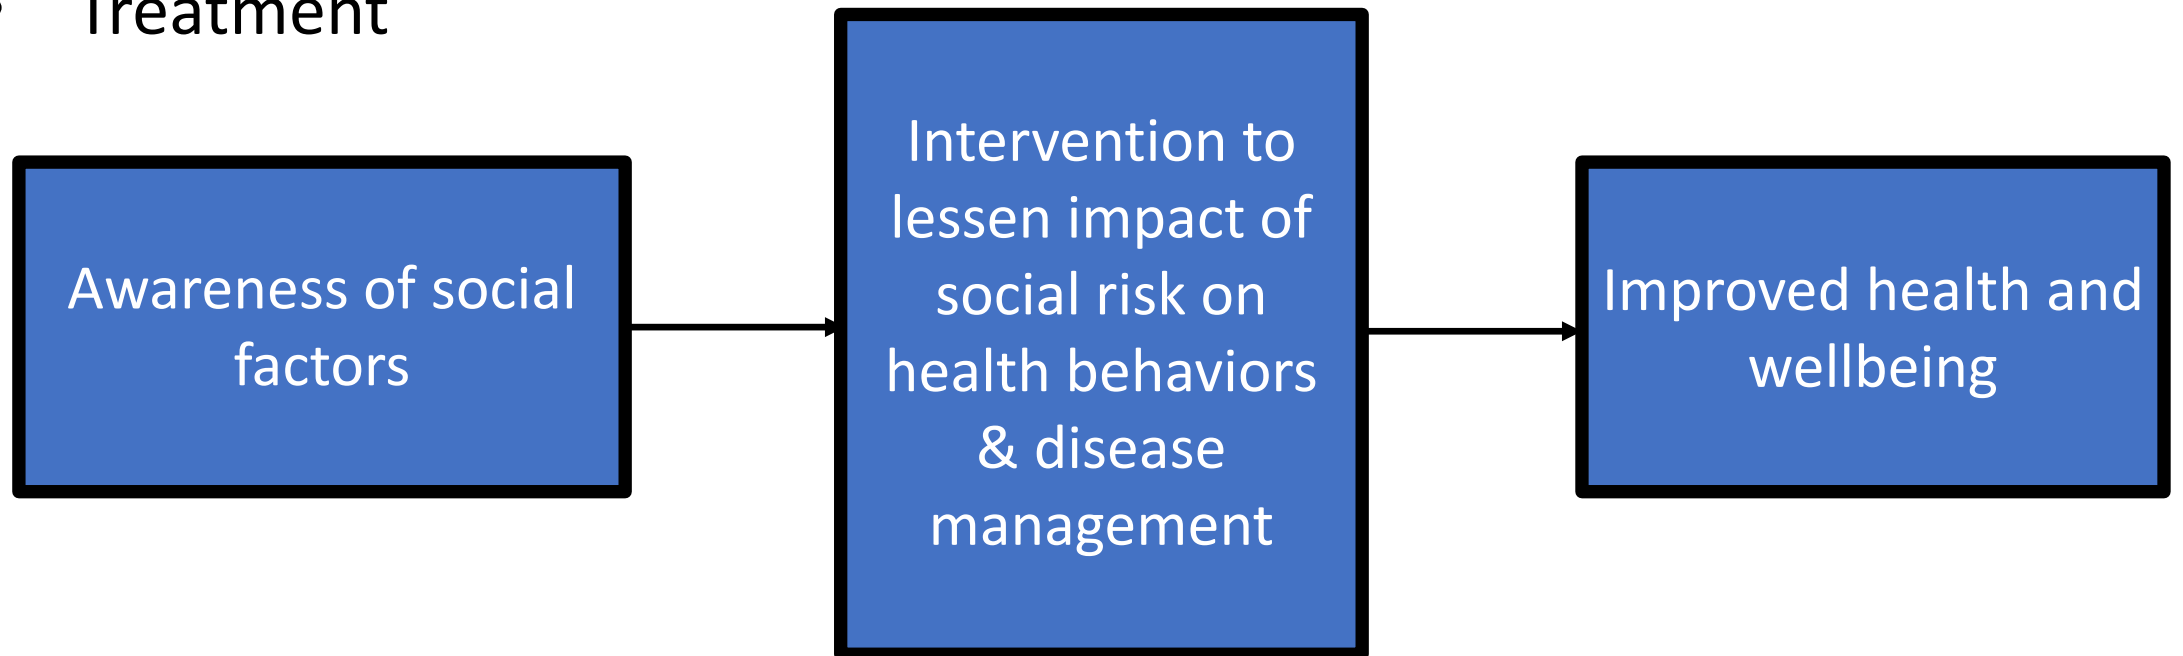 • Treatment
Awareness of social
factors
Intervention to
lessen impact of
social risk on
health behaviors
& disease
management
Improved health and
wellbeing